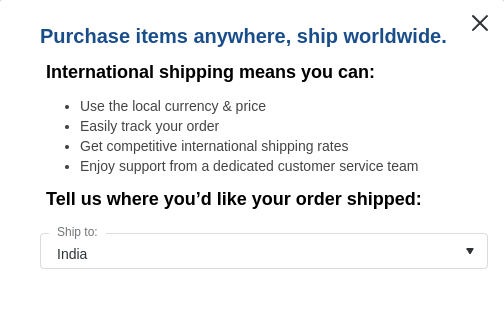 Purchase items anywhere, ship worldwide.
International shipping means you can:
• Use the local currency & price
• Easily track your order
• Get competitive international shipping rates
• Enjoy support from a dedicated customer service team
Tell us where you’d like your order shipped:
Ship to:
India